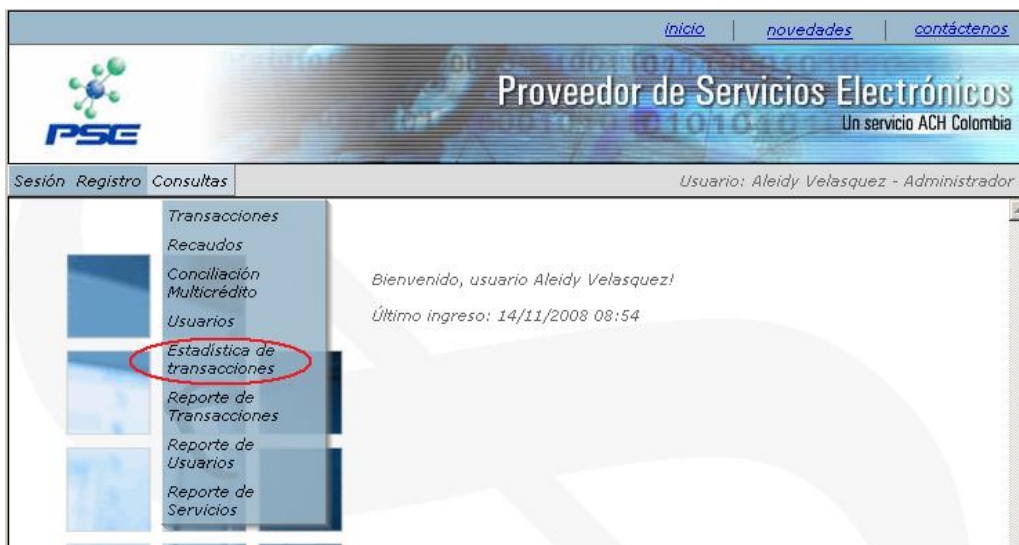 inicio | novedades | contáctenos
PSE
Proveedor de Servicios Electrónicos
Un servicio ACH Colombia
Sesión Registro Consultas
Usuario: Aleidy Velasquez - Administrador
Transacciones
Recaudos
Conciliación
Multicrédito
Usuarios
Estadística de
transacciones
Reporte de
Transacciones
Reporte de
Usuarios
Reporte de
Servicios
Bienvenido, usuario Aleidy Velasquez!
Último ingreso: 14/11/2008 08:54